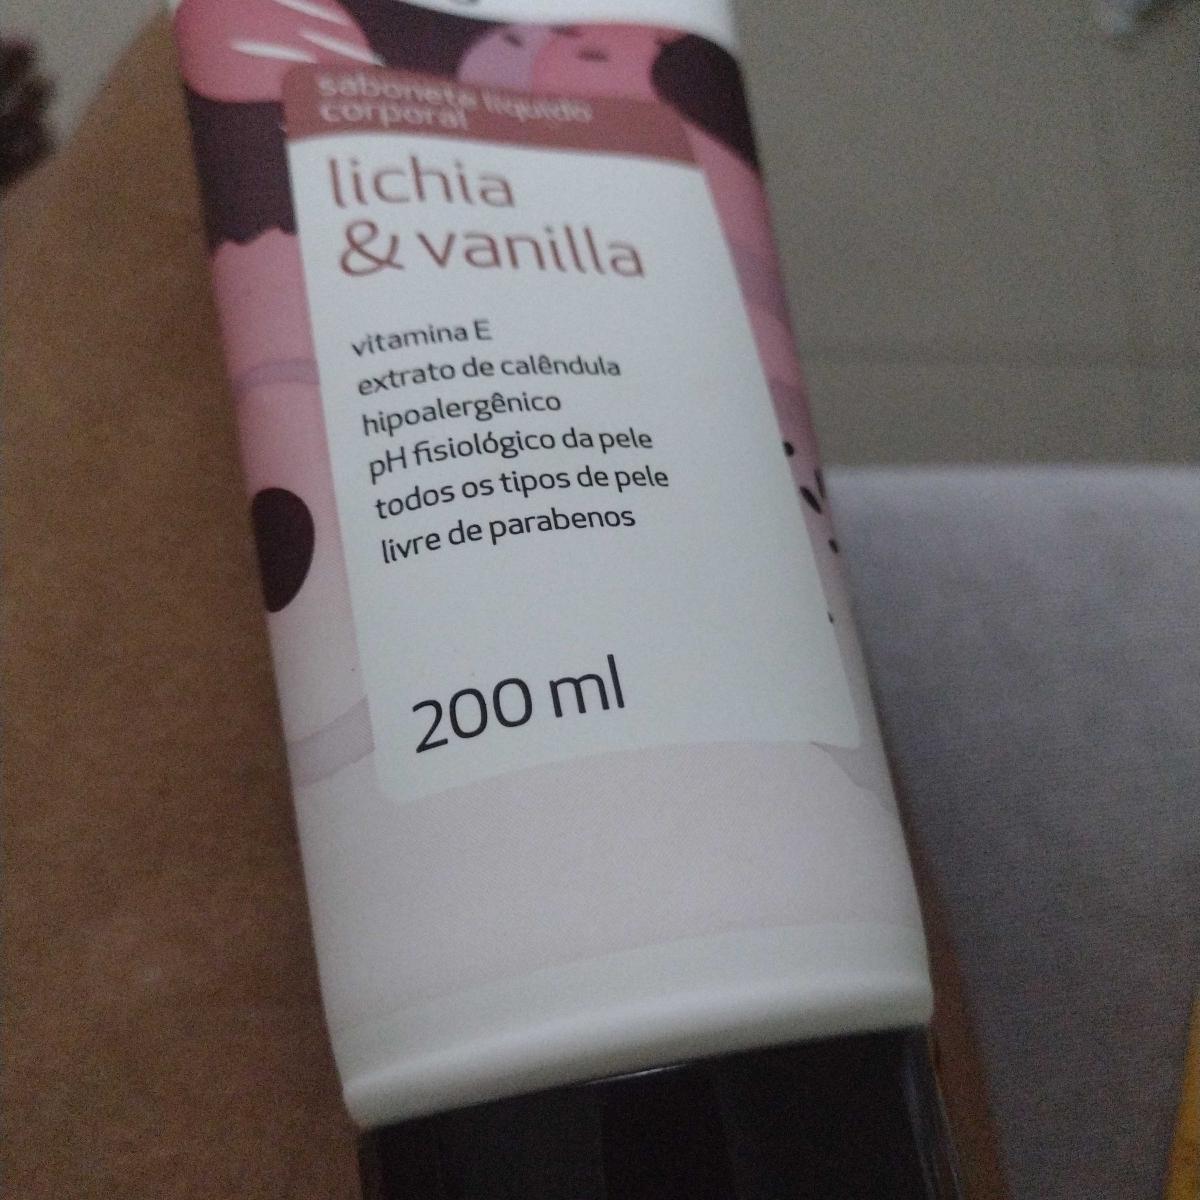 sabonete líquido
corporal
lichia
& vanilla
vitamina E
extrato de calêndula
hipoalergênico
pH fisiológico da pele
todos os tipos de pele
livre de parabenos
200 ml